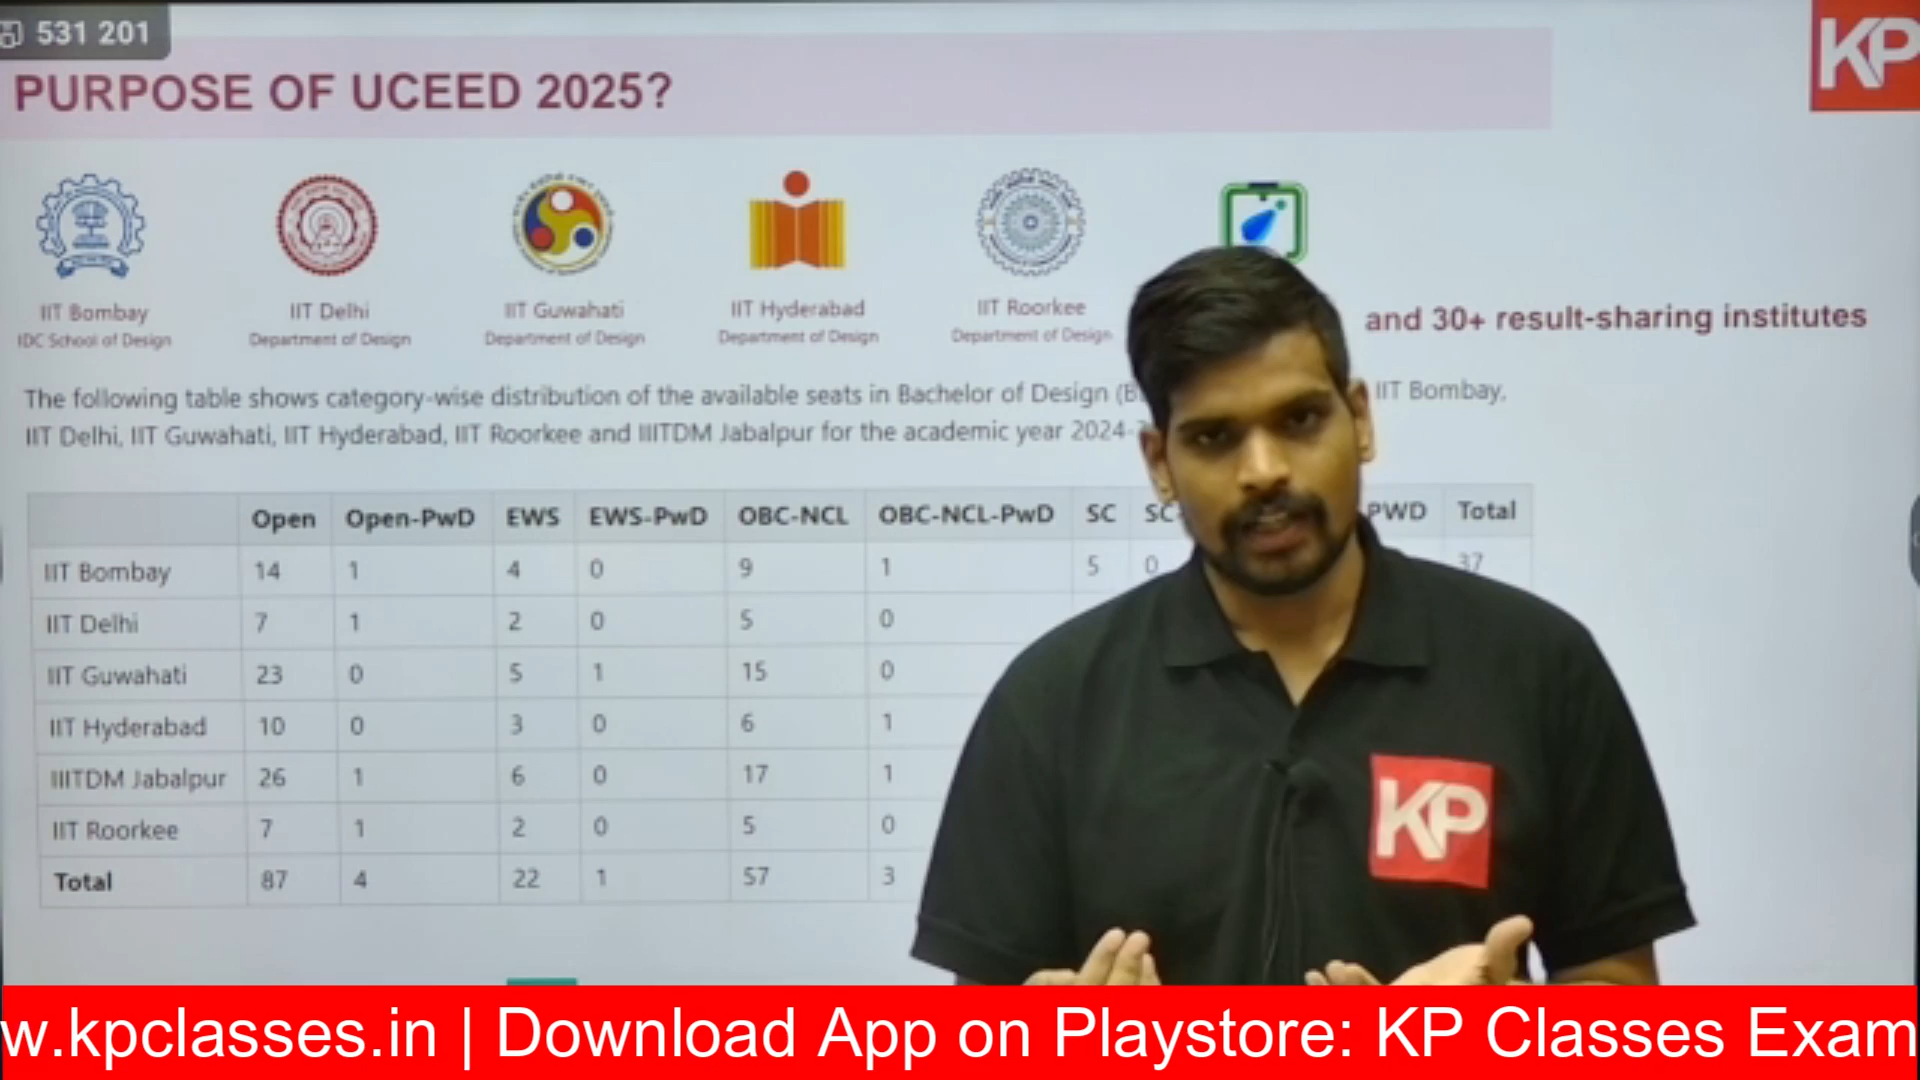 531 201
KP
PURPOSE OF UCEED 2025?
IIT Bombay
IDC School of Design
IIT Delhi
Department of Design
IIT Guwahati
Department of Design
IIT Hyderabad
Department of Design
IIT Roorkee
Department of Design
and 30+ result-sharing institutes
The following table shows category-wise distribution of the available seats in Bachelor of Design IIT Bombay,
IIT Delhi, IIT Guwahati, IIT Hyderabad, IIT Roorkee and IIITDM Jabalpur for the academic year 2024
Open Open-PwD EWS EWS-PwD OBC-NCL OBC-NCL-PwD SC SC PWD Total
IIT Bombay 14 1 4 0 9 1 5 0 37
IIT Delhi 7 1 2 0 5 0
IIT Guwahati 23 0 5 1 15 0
IIT Hyderabad 10 0 3 0 6 1
IIITDM Jabalpur 26 1 6 0 17 1
IIT Roorkee 7 1 2 0 5 0
Total 87 4 22 1 57 3
KP
w.kpclasses.in | Download App on Playstore: KP Classes Exam